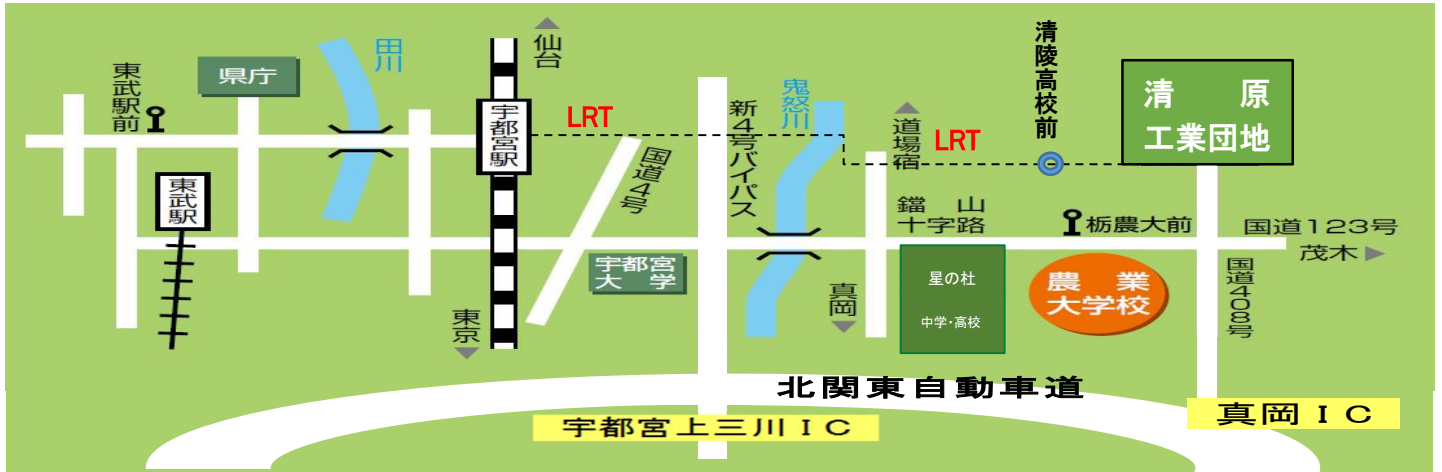 東武駅前
県庁
田川
仙台
宇都宮駅
LRT
国道4号
新4号バイパス
鬼怒川
道場宿
LRT
清陵高校前
清 原
工業団地
東武駅
宇都宮
大 学
東京
真岡
鐺 山
十字路
星の杜
中学・高校
栃農大前
農 業
大学校
国道123号
茂木
国道408号
北関東自動車道
宇都宮上三川IC
真岡IC